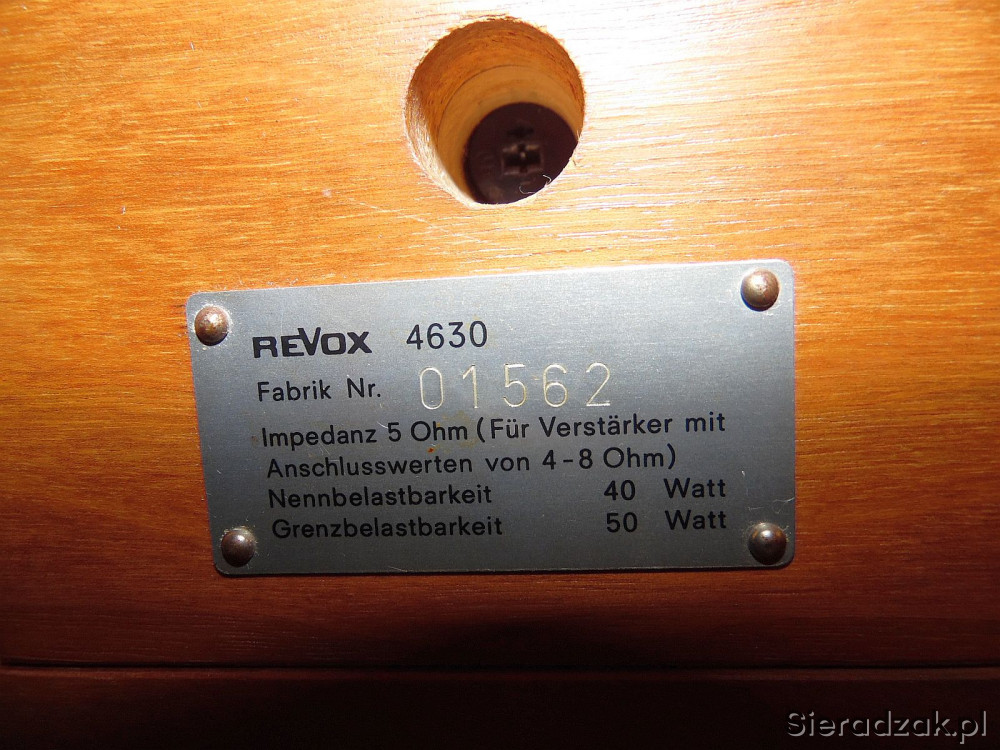 REVOX 4630
Fabrik Nr. 01562
Impedanz 5 Ohm (Für Verstärker mit
Anschlusswerten von 4-8 Ohm)
Nennbelastbarkeit 40 Watt
Grenzbelastbarkeit 50 Watt
Sieradzak.pl